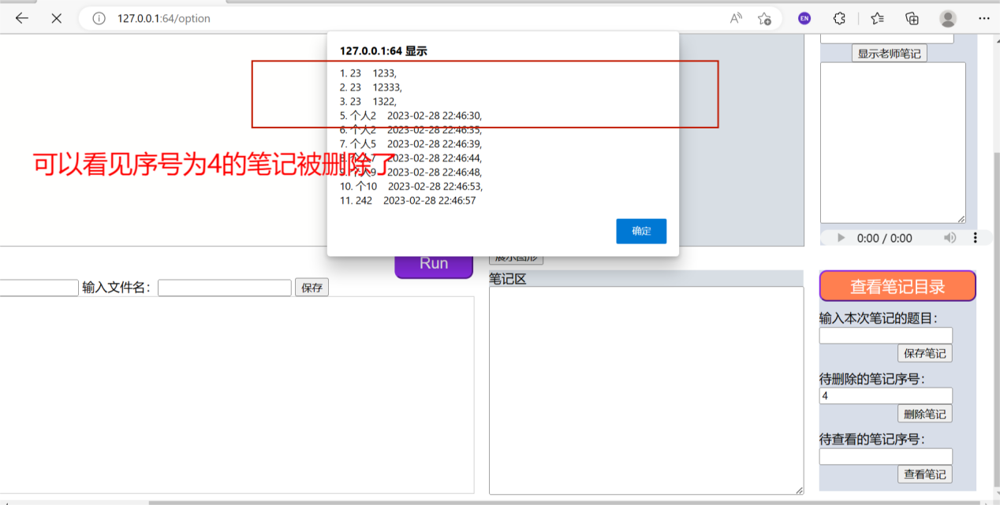 127.0.0.1:64/option
EN
127.0.0.1:64 显示
1. 23 1233,
2. 23 12333,
3. 23 1322,
5. 个人2 2023-02-28 22:46:30,
6. 个人2 2023-02-28 22:46:35,
7. 个人5 2023-02-28 22:46:39,
8. 个人7 2023-02-28 22:46:44,
9. 个人9 2023-02-28 22:46:48,
10. 个10 2023-02-28 22:46:53,
11. 242 2023-02-28 22:46:57
确定
可以看见序号为4的笔记被删除了
显示老师笔记
0:00 / 0:00
Run
展示图形
输入文件名:
保存
笔记区
查看笔记目录
输入本次笔记的题目:
保存笔记
待删除的笔记序号:
4
删除笔记
待查看的笔记序号:
查看笔记